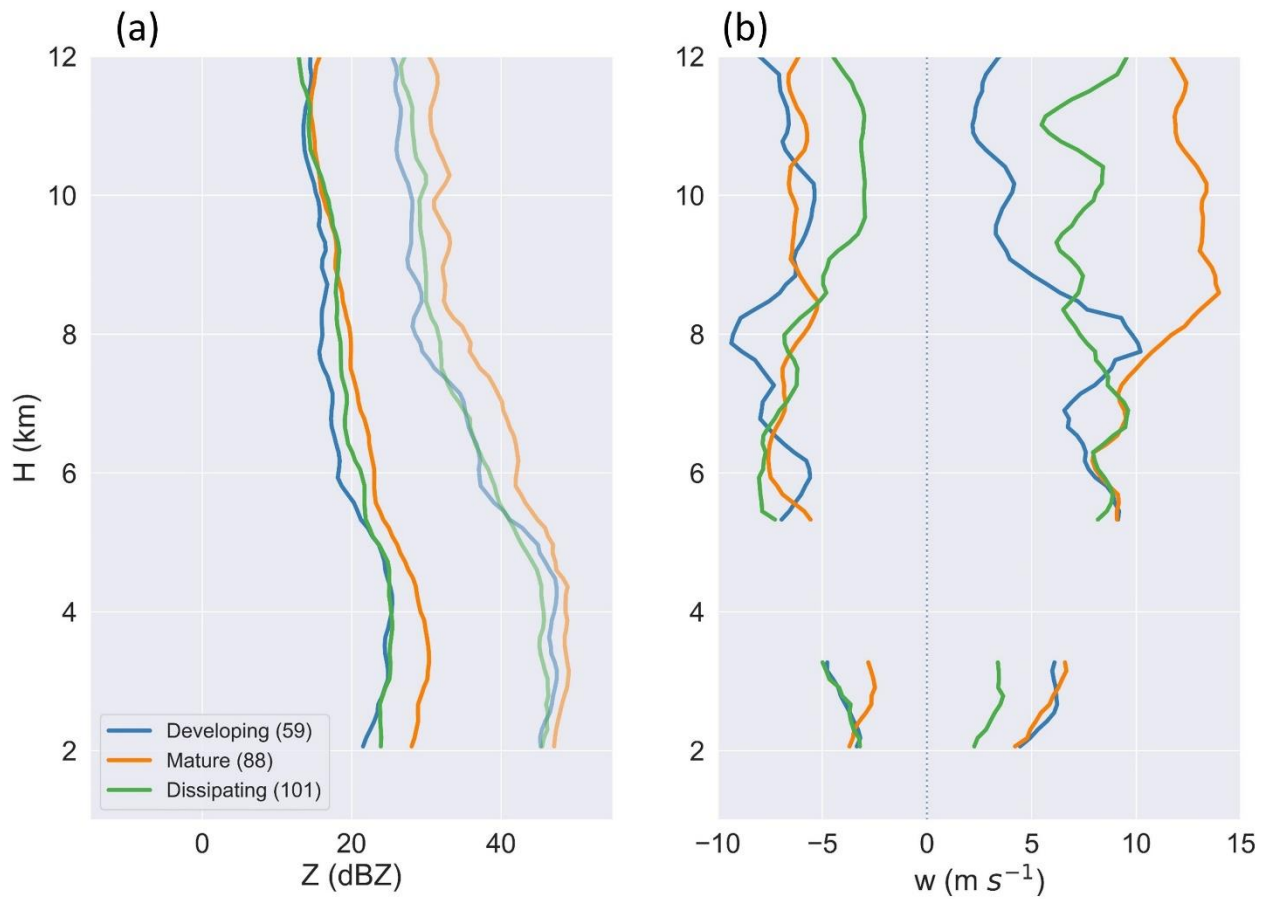 (a)
(b)
12
10
8
6
4
2
H (km)
Developing (59)
Mature (88)
Dissipating (101)
0
20
40
Z (dBZ)
12
10
8
6
4
2
−10
−5
0
5
10
15
w (m s⁻¹)